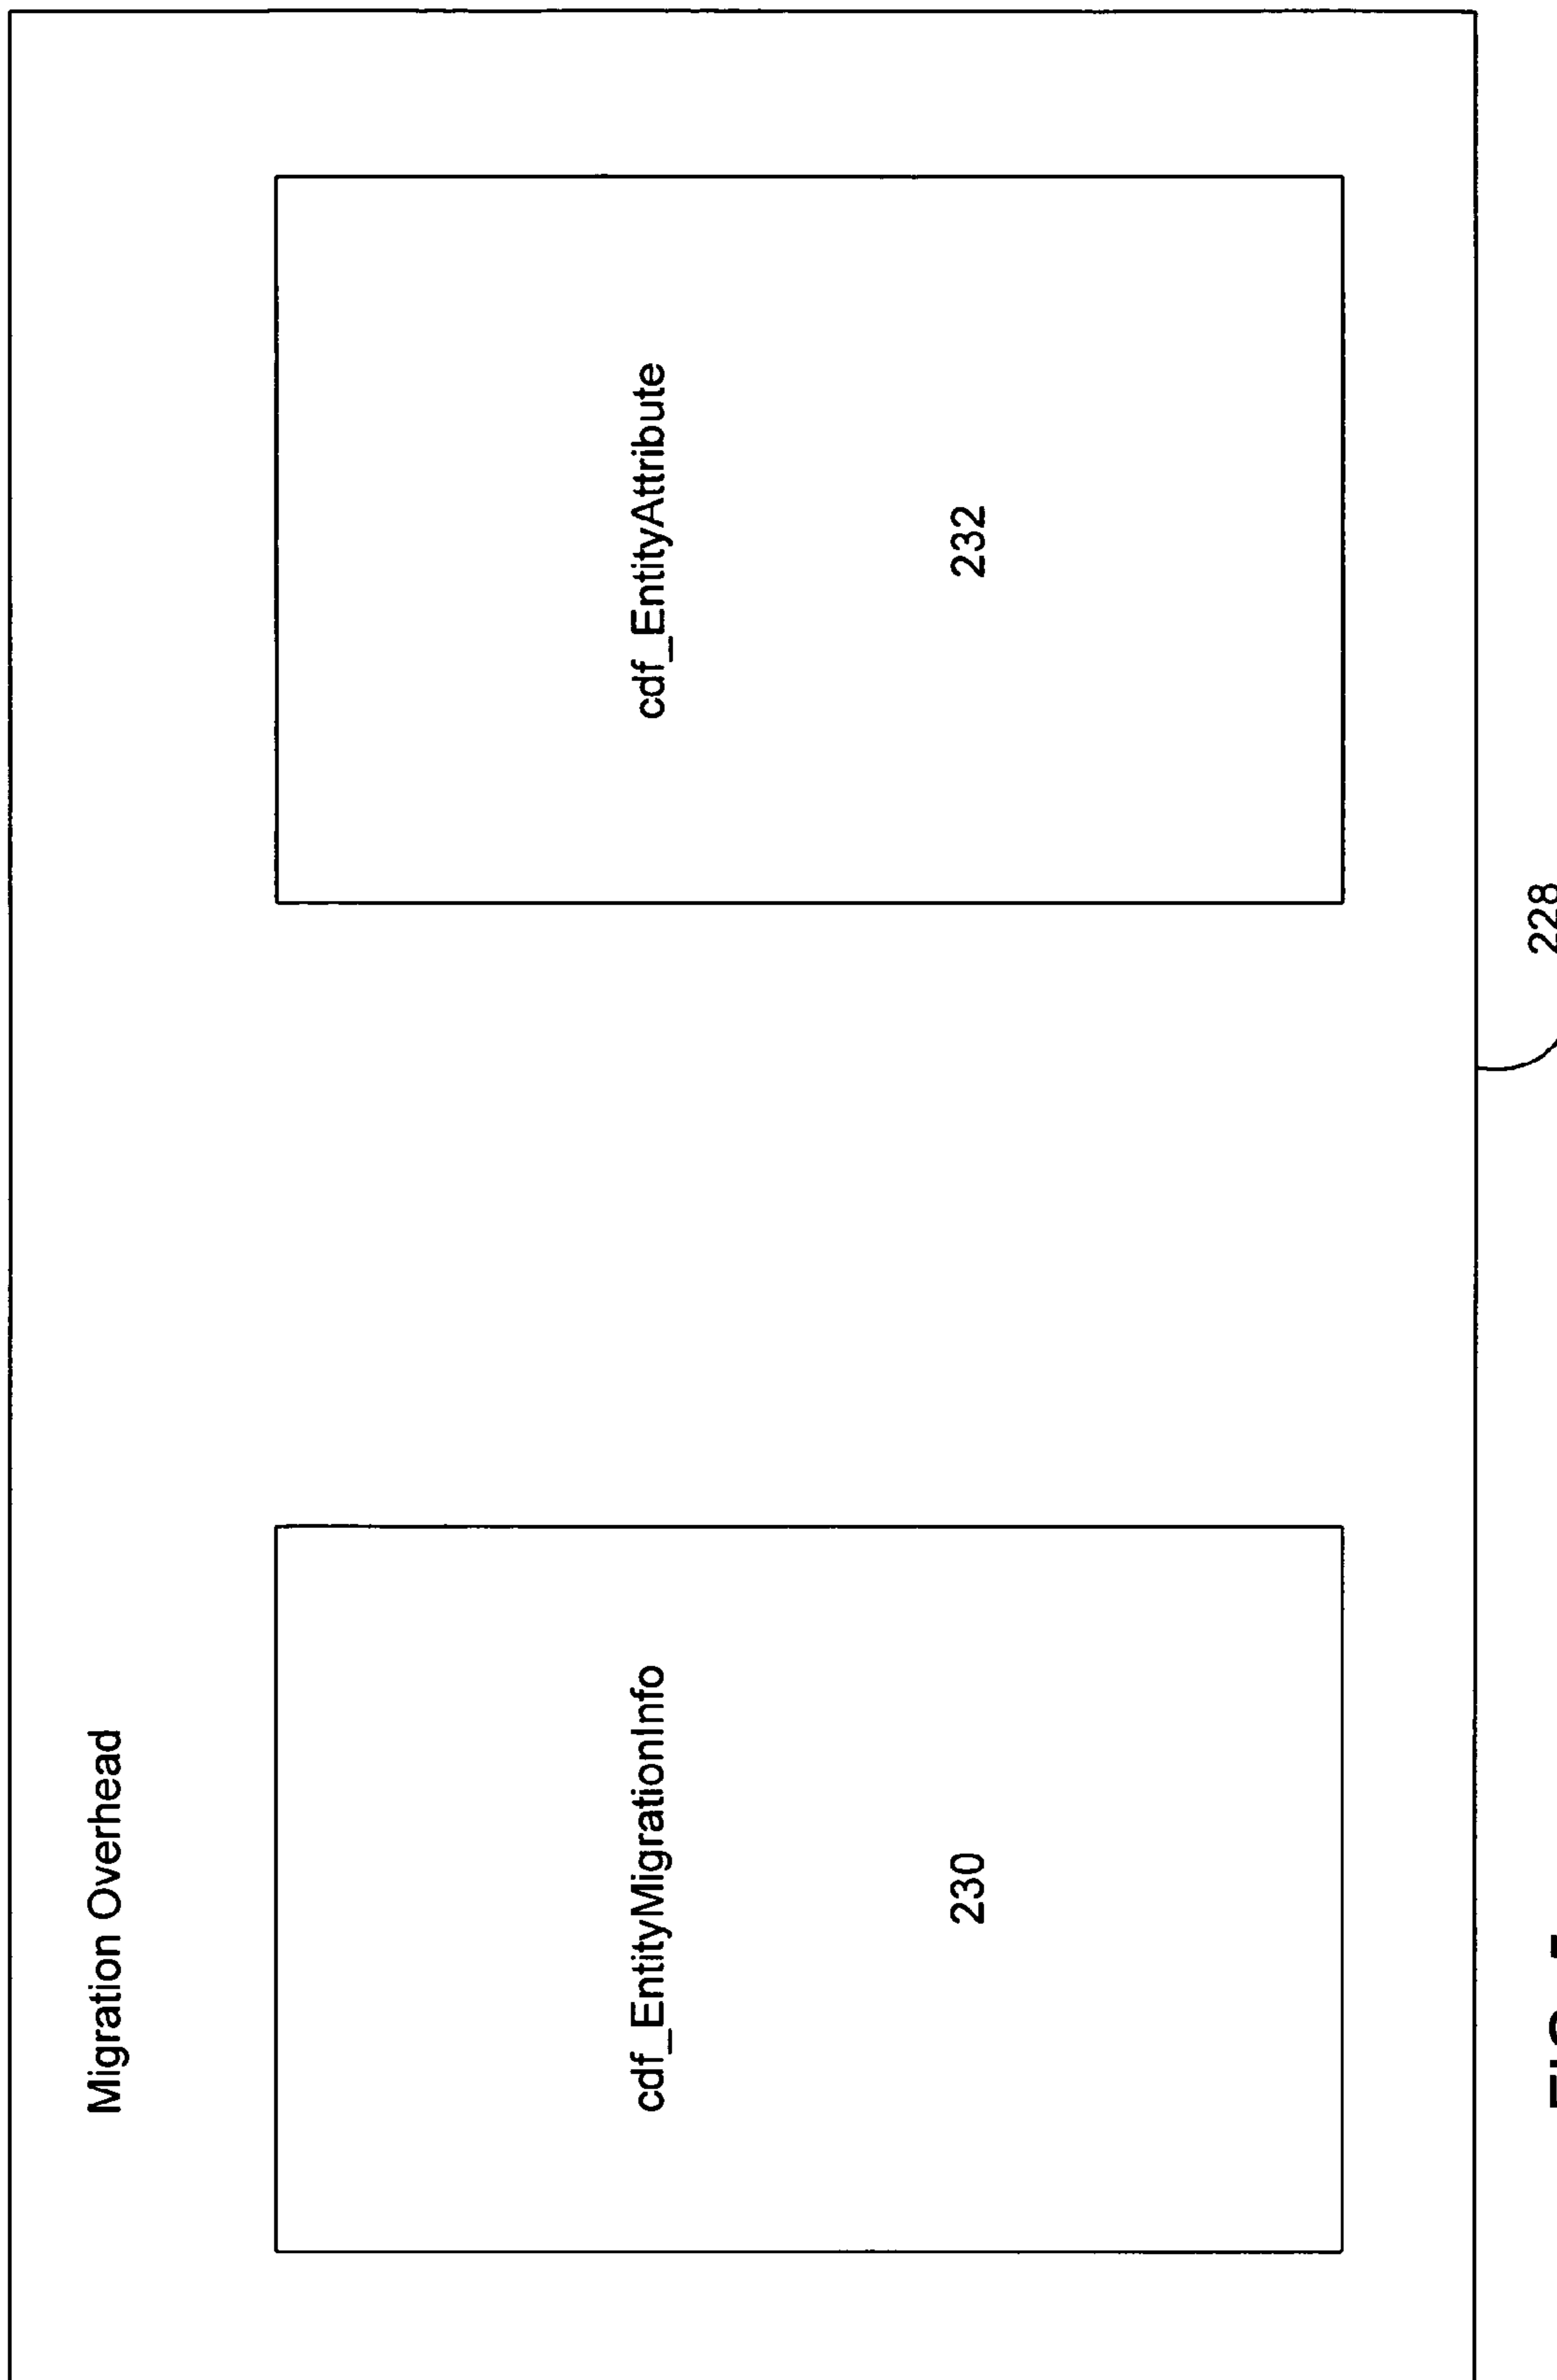 Migration Overhead
cdf_EntityMigrationInfo
230
cdf_EntityAttribute
232
228